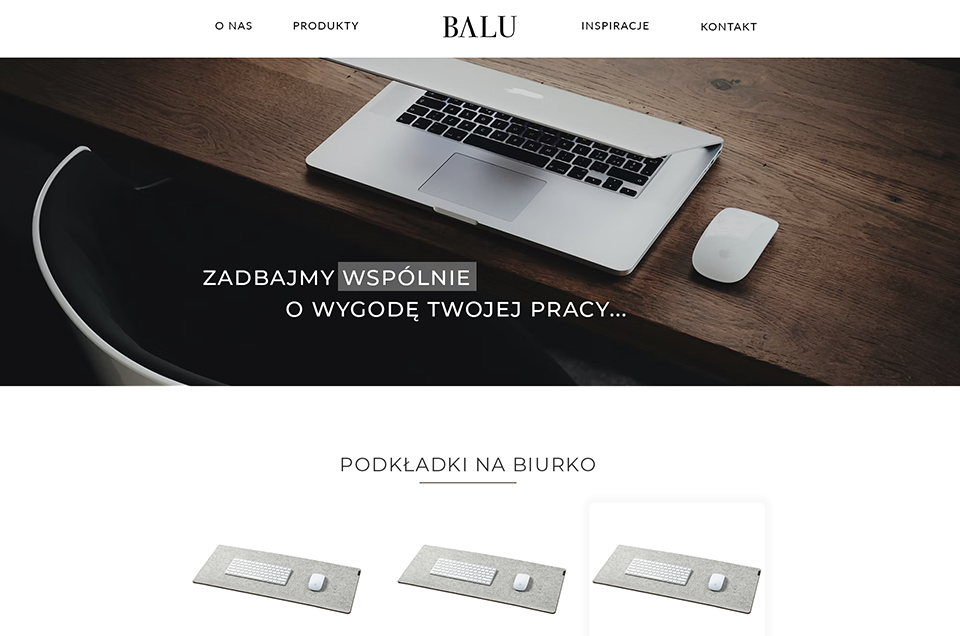 O NAS
PRODUKTY
BALU
INSPIRACJE
KONTAKT
ZADBAJMY WSPÓLNIE
O WYGODĘ TWOJEJ PRACY...
PODKŁADKI NA BIURKO